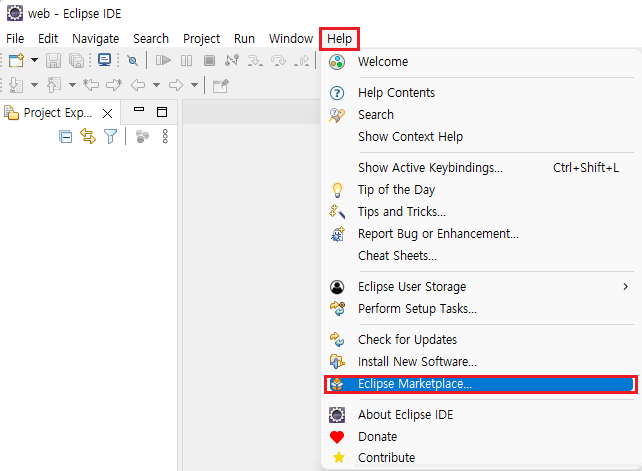 web - Eclipse IDE
File Edit Navigate Search Project Run Window Help
Project Exp...
Welcome
Help Contents
Search
Show Context Help
Show Active Keybindings... Ctrl+Shift+L
Tip of the Day
Tips and Tricks...
Report Bug or Enhancement...
Cheat Sheets...
Eclipse User Storage
Perform Setup Tasks...
Check for Updates
Install New Software...
Eclipse Marketplace...
About Eclipse IDE
Donate
Contribute